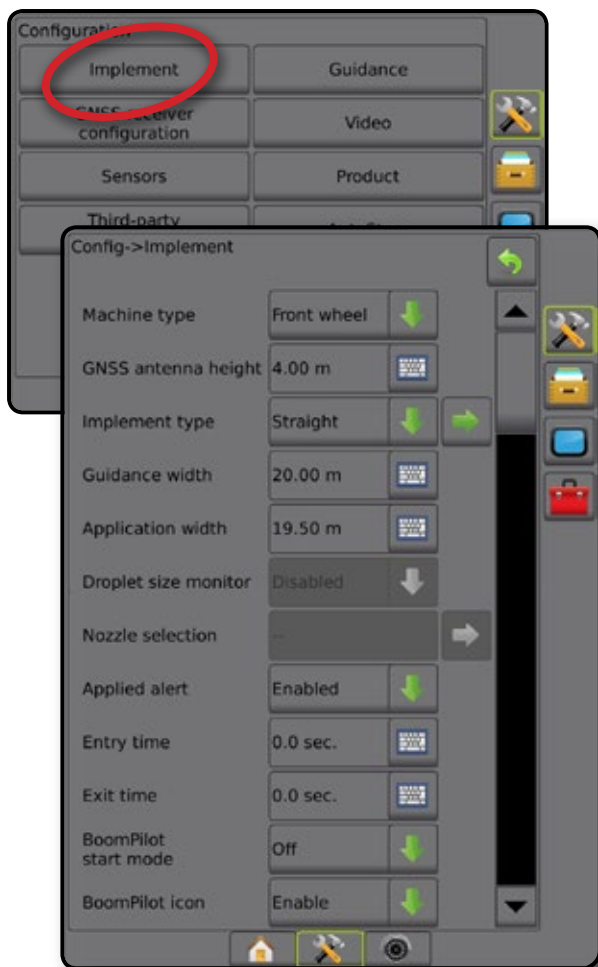 Configuration
Implement
Guidance
GNSS receiver
configuration
Video
Sensors
Product
Third-party
Config->Implement
Machine type
Front wheel
GNSS antenna height
4.00 m
Implement type
Straight
Guidance width
20.00 m
Application width
19.50 m
Droplet size monitor
Disabled
Nozzle selection
--
Applied alert
Enabled
Entry time
0.0 sec.
Exit time
0.0 sec.
BoomPilot
start mode
Off
BoomPilot icon
Enable